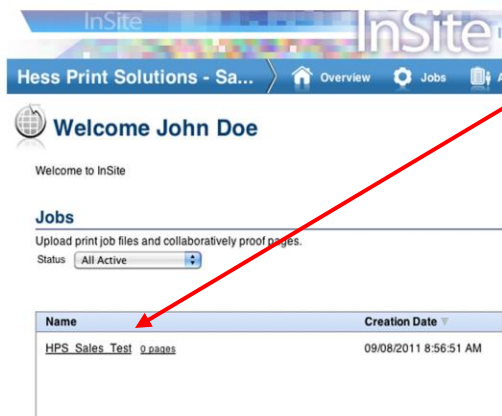 InSite
InSite
Hess Print Solutions - Sa... Overview Jobs
Welcome John Doe
Welcome to InSite
Jobs
Upload print job files and collaboratively proof pages.
Status All Active
Name Creation Date
HPS_Sales_Test 0 pages 09/08/2011 8:56:51 AM